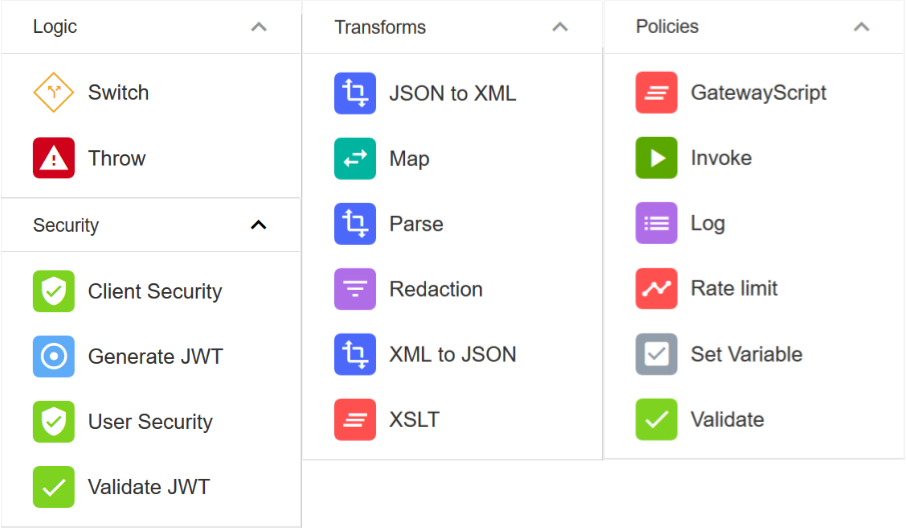 Logic
Switch
Throw
Security
Client Security
Generate JWT
User Security
Validate JWT
Transforms
JSON to XML
Map
Parse
Redaction
XML to JSON
XSLT
Policies
GatewayScript
Invoke
Log
Rate limit
Set Variable
Validate